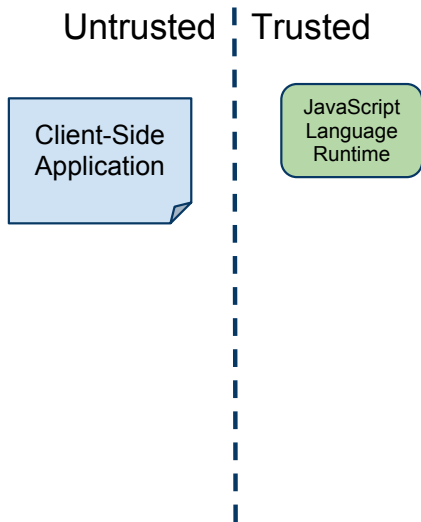 Untrusted Trusted
Client-Side
Application
JavaScript
Language
Runtime